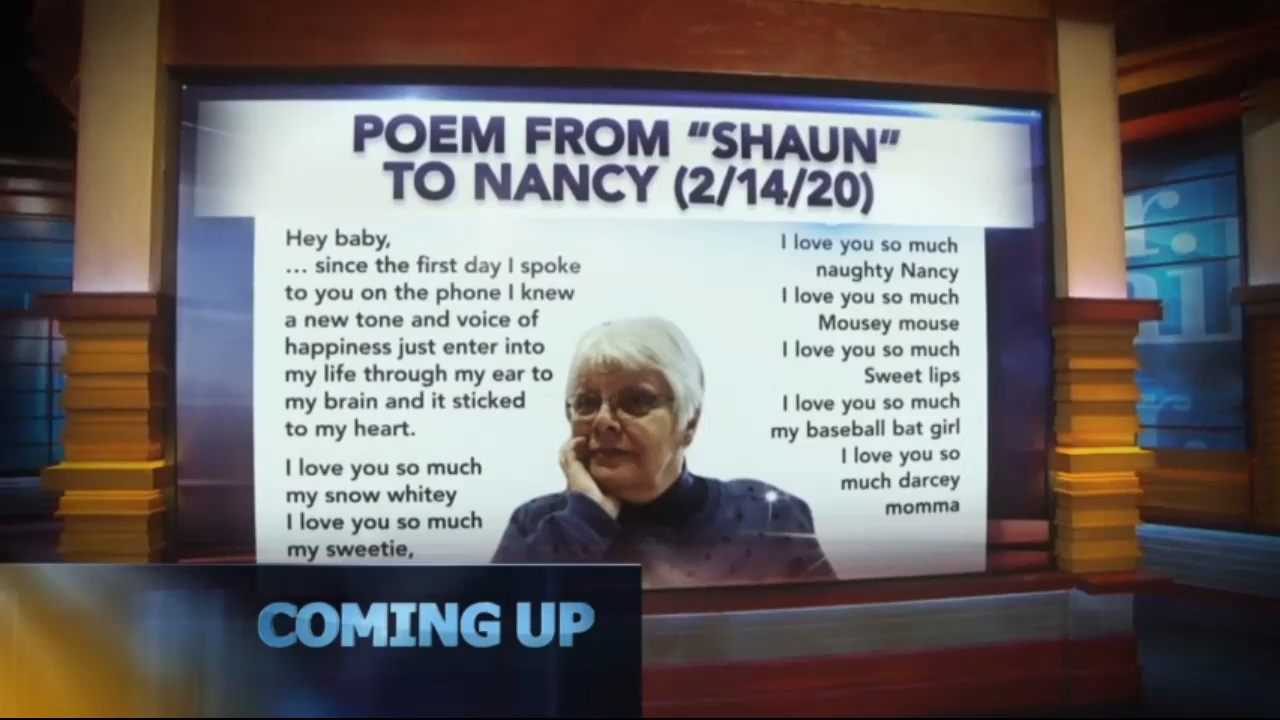 POEM FROM "SHAUN"
TO NANCY (2/14/20)
Hey baby,
... since the first day I spoke
to you on the phone I knew
a new tone and voice of
happiness just enter into
my life through my ear to
my brain and it sticked
to my heart.
I love you so much
my snow whitey
I love you so much
my sweetie,
I love you so much
naughty Nancy
I love you so much
Mousey mouse
I love you so much
Sweet lips
I love you so much
my baseball bat girl
I love you so
much darcey
momma
COMING UP